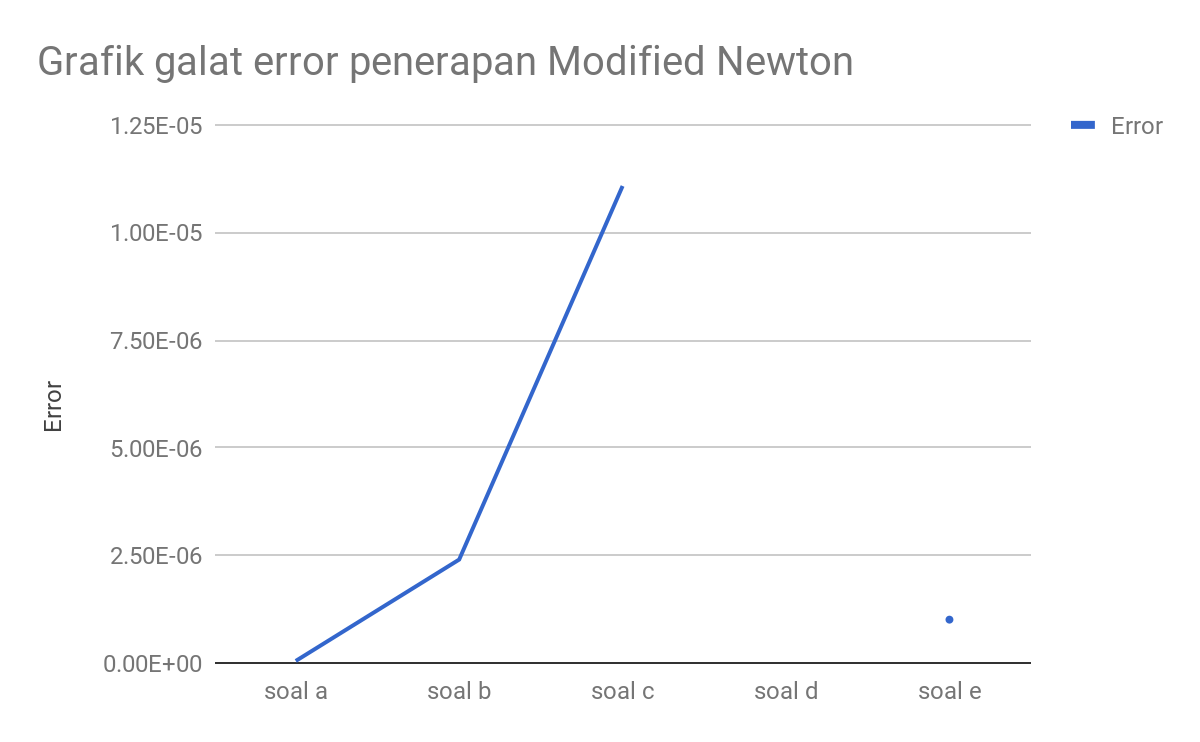 Grafik galat error penerapan Modified Newton
1.25E-05
Error
1.00E-05
7.50E-06
Error
5.00E-06
2.50E-06
0.00E+00
soal a soal b soal c soal d soal e